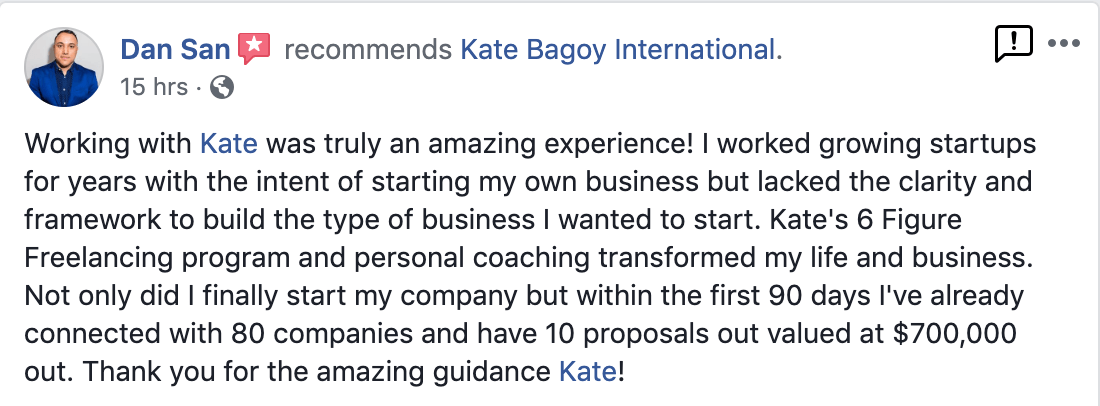 Dan San recommends Kate Bagoy International.
15 hrs ·
Working with Kate was truly an amazing experience! I worked growing startups
for years with the intent of starting my own business but lacked the clarity and
framework to build the type of business I wanted to start. Kate's 6 Figure
Freelancing program and personal coaching transformed my life and business.
Not only did I finally start my company but within the first 90 days I've already
connected with 80 companies and have 10 proposals out valued at $700,000
out. Thank you for the amazing guidance Kate!